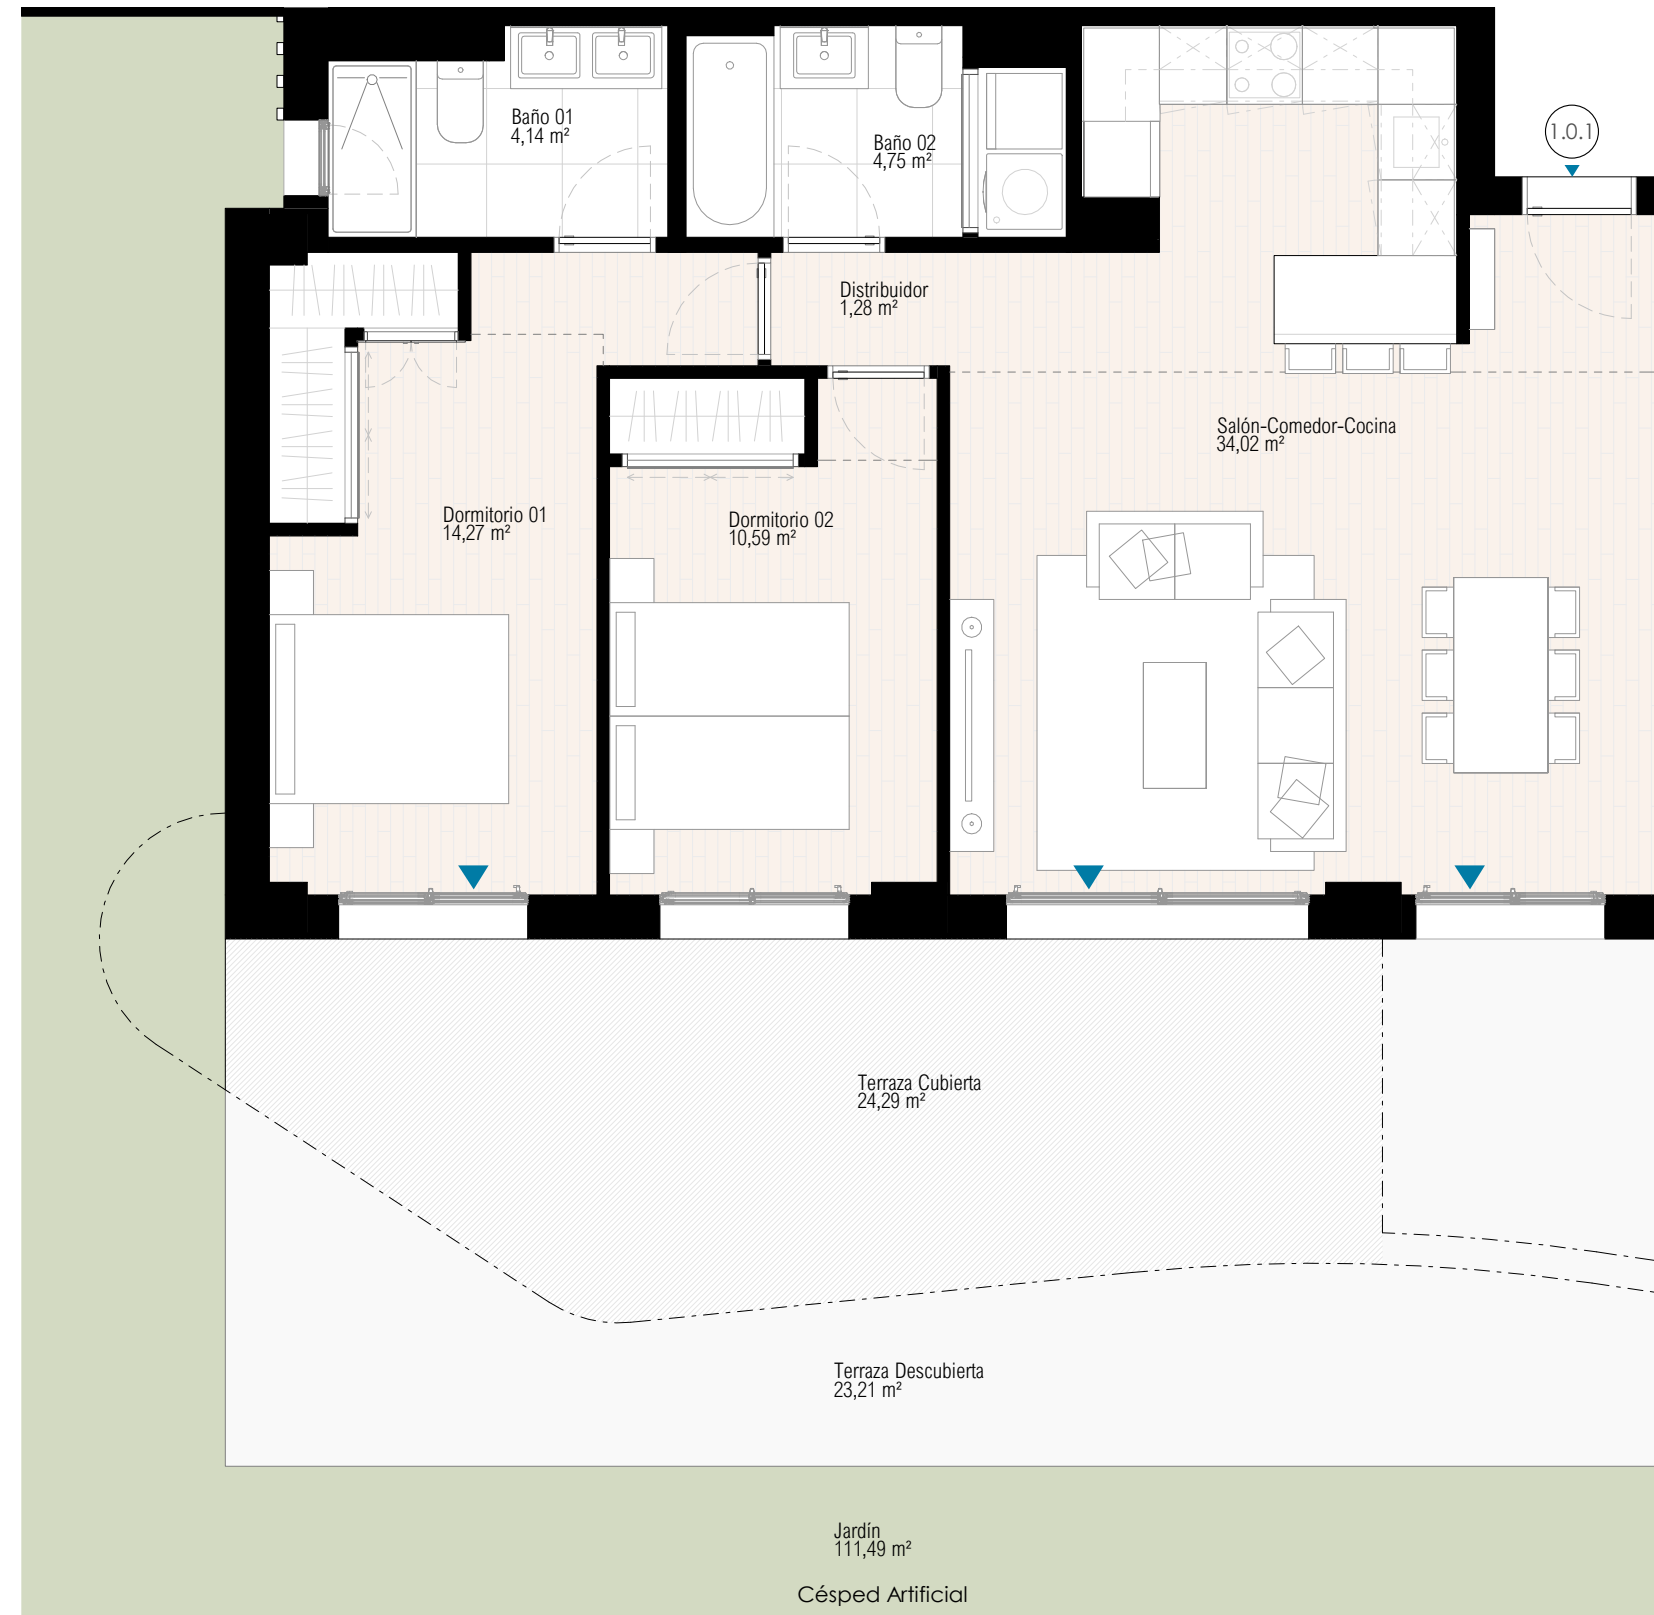 Baño 01
4,14 m²
Baño 02
4,75 m²
1.0.1
Distribuidor
1,28 m²
Salón-Comedor-Cocina
34,02 m²
Dormitorio 01
14,27 m²
Dormitorio 02
10,59 m²
Terraza Cubierta
24,29 m²
Terraza Descubierta
23,21 m²
Jardín
111,49 m²
Césped Artificial